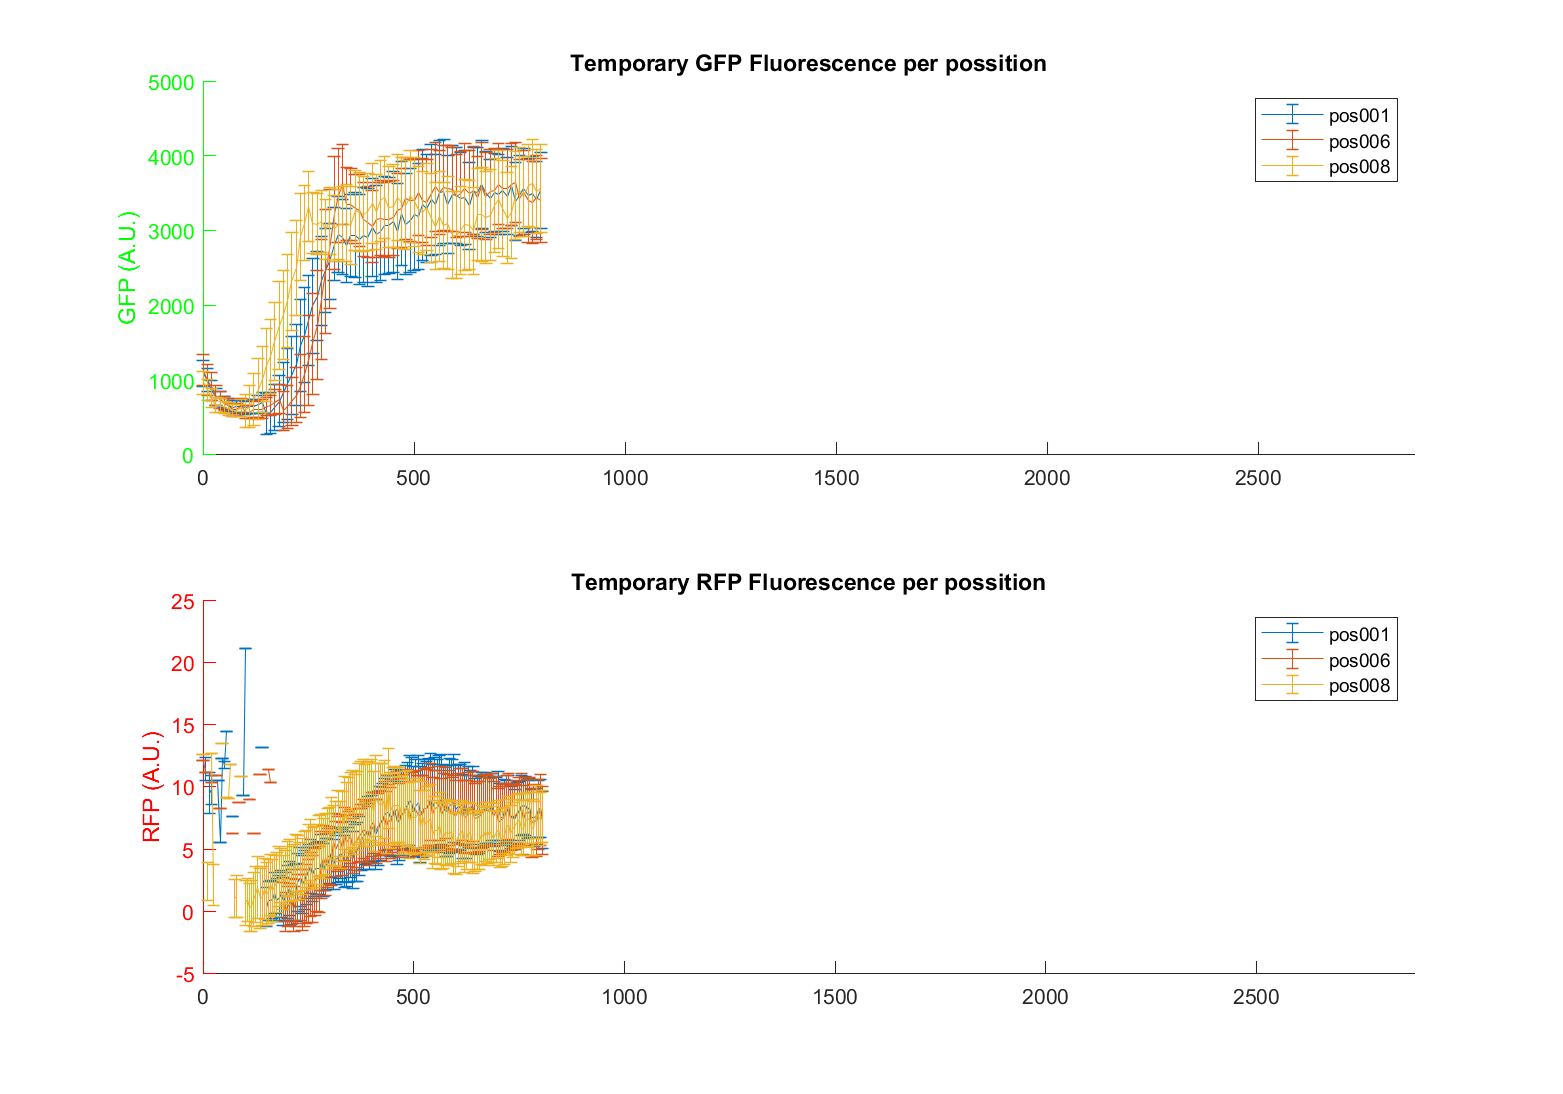 Temporary GFP Fluorescence per possition
GFP (A.U.)
5000
4000
3000
2000
1000
0
0 500 1000 1500 2000 2500
pos001
pos006
pos008
Temporary RFP Fluorescence per possition
RFP (A.U.)
25
20
15
10
5
0
-5
0 500 1000 1500 2000 2500
pos001
pos006
pos008